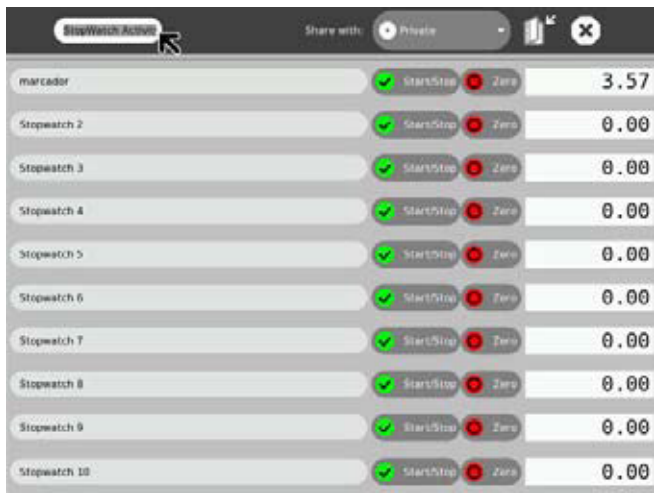 StopWatch Activit Share with: Private
marcador Start/Stop Zero 3.57
Stopwatch 2 Start/Stop Zero 0.00
Stopwatch 3 Start/Stop Zero 0.00
Stopwatch 4 Start/Stop Zero 0.00
Stopwatch 5 Start/Stop Zero 0.00
Stopwatch 6 Start/Stop Zero 0.00
Stopwatch 7 Start/Stop Zero 0.00
Stopwatch 8 Start/Stop Zero 0.00
Stopwatch 9 Start/Stop Zero 0.00
Stopwatch 10 Start/Stop Zero 0.00